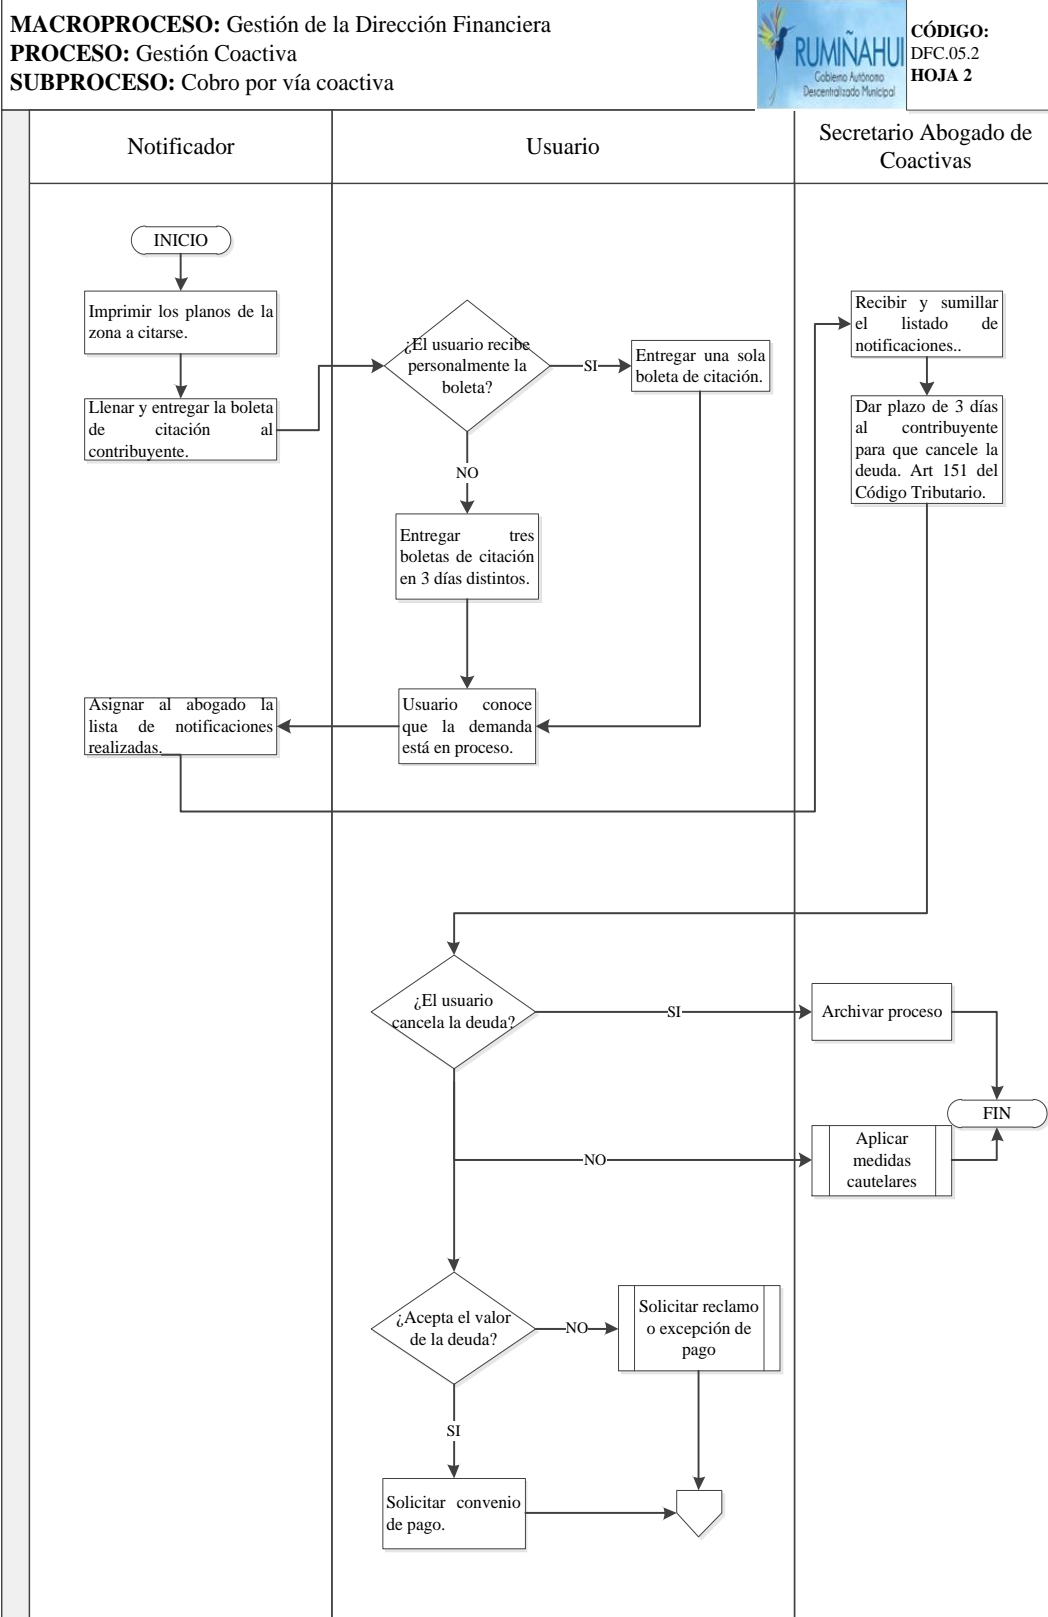 MACROPROCESO: Gestión de la Dirección Financiera
PROCESO: Gestión Coactiva
SUBPROCESO: Cobro por vía coactiva
RUMIÑAHUI
Gobierno Autónomo
Descentralizado Municipal
CÓDIGO:
DFC.05.2
HOJA 2
Notificador
Usuario
Secretario Abogado de
Coactivas
INICIO
Imprimir los planos de la
zona a citarse.
Llenar y entregar la boleta
de citación al
contribuyente.
¿El usuario recibe
personalmente la
boleta?
SI
Entregar una sola
boleta de citación.
NO
Entregar tres
boletas de citación
en 3 días distintos.
Usuario conoce
que la demanda
está en proceso.
Asignar al abogado la
lista de notificaciones
realizadas.
Recibir y sumillar
el listado de
notificaciones..
Dar plazo de 3 días
al contribuyente
para que cancele la
deuda. Art 151 del
Código Tributario.
¿El usuario
cancela la deuda?
SI
Archivar proceso
FIN
NO
Aplicar
medidas
cautelares
¿Acepta el valor
de la deuda?
NO
Solicitar reclamo
o excepción de
pago
SI
Solicitar convenio
de pago.